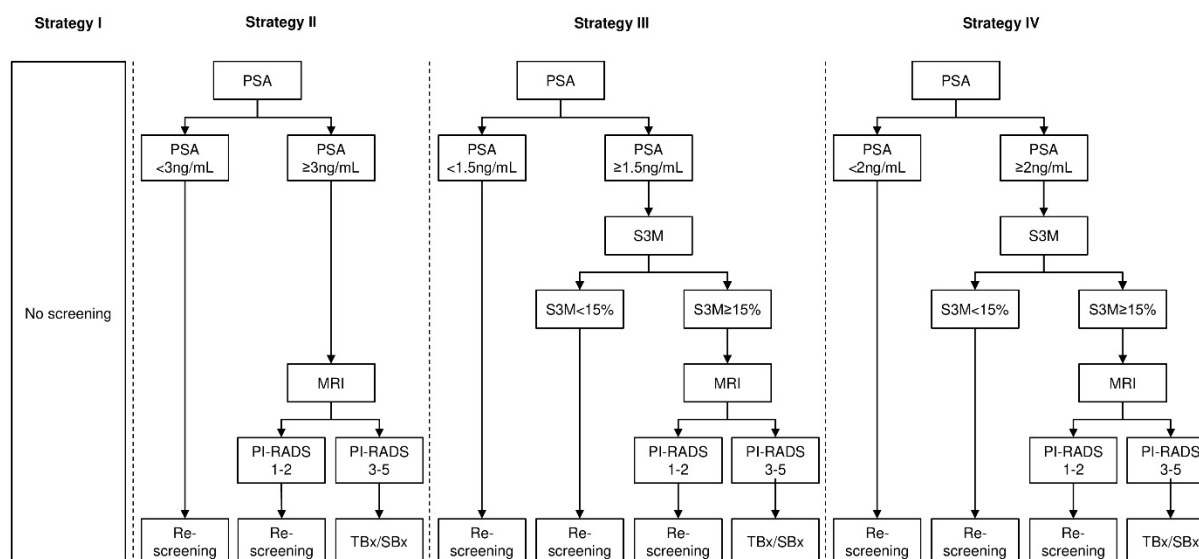 Strategy I
Strategy II
Strategy III
Strategy IV
No screening
PSA
PSA
<3ng/mL
PSA
≥3ng/mL
MRI
PI-RADS
1-2
PI-RADS
3-5
Re-
screening
Re-
screening
TBx/SBx
PSA
PSA
<1.5ng/mL
PSA
≥1.5ng/mL
S3M
S3M<15%
S3M≥15%
MRI
PI-RADS
1-2
PI-RADS
3-5
Re-
screening
Re-
screening
Re-
screening
TBx/SBx
PSA
PSA
<2ng/mL
PSA
≥2ng/mL
S3M
S3M<15%
S3M≥15%
MRI
PI-RADS
1-2
PI-RADS
3-5
Re-
screening
Re-
screening
Re-
screening
TBx/SBx